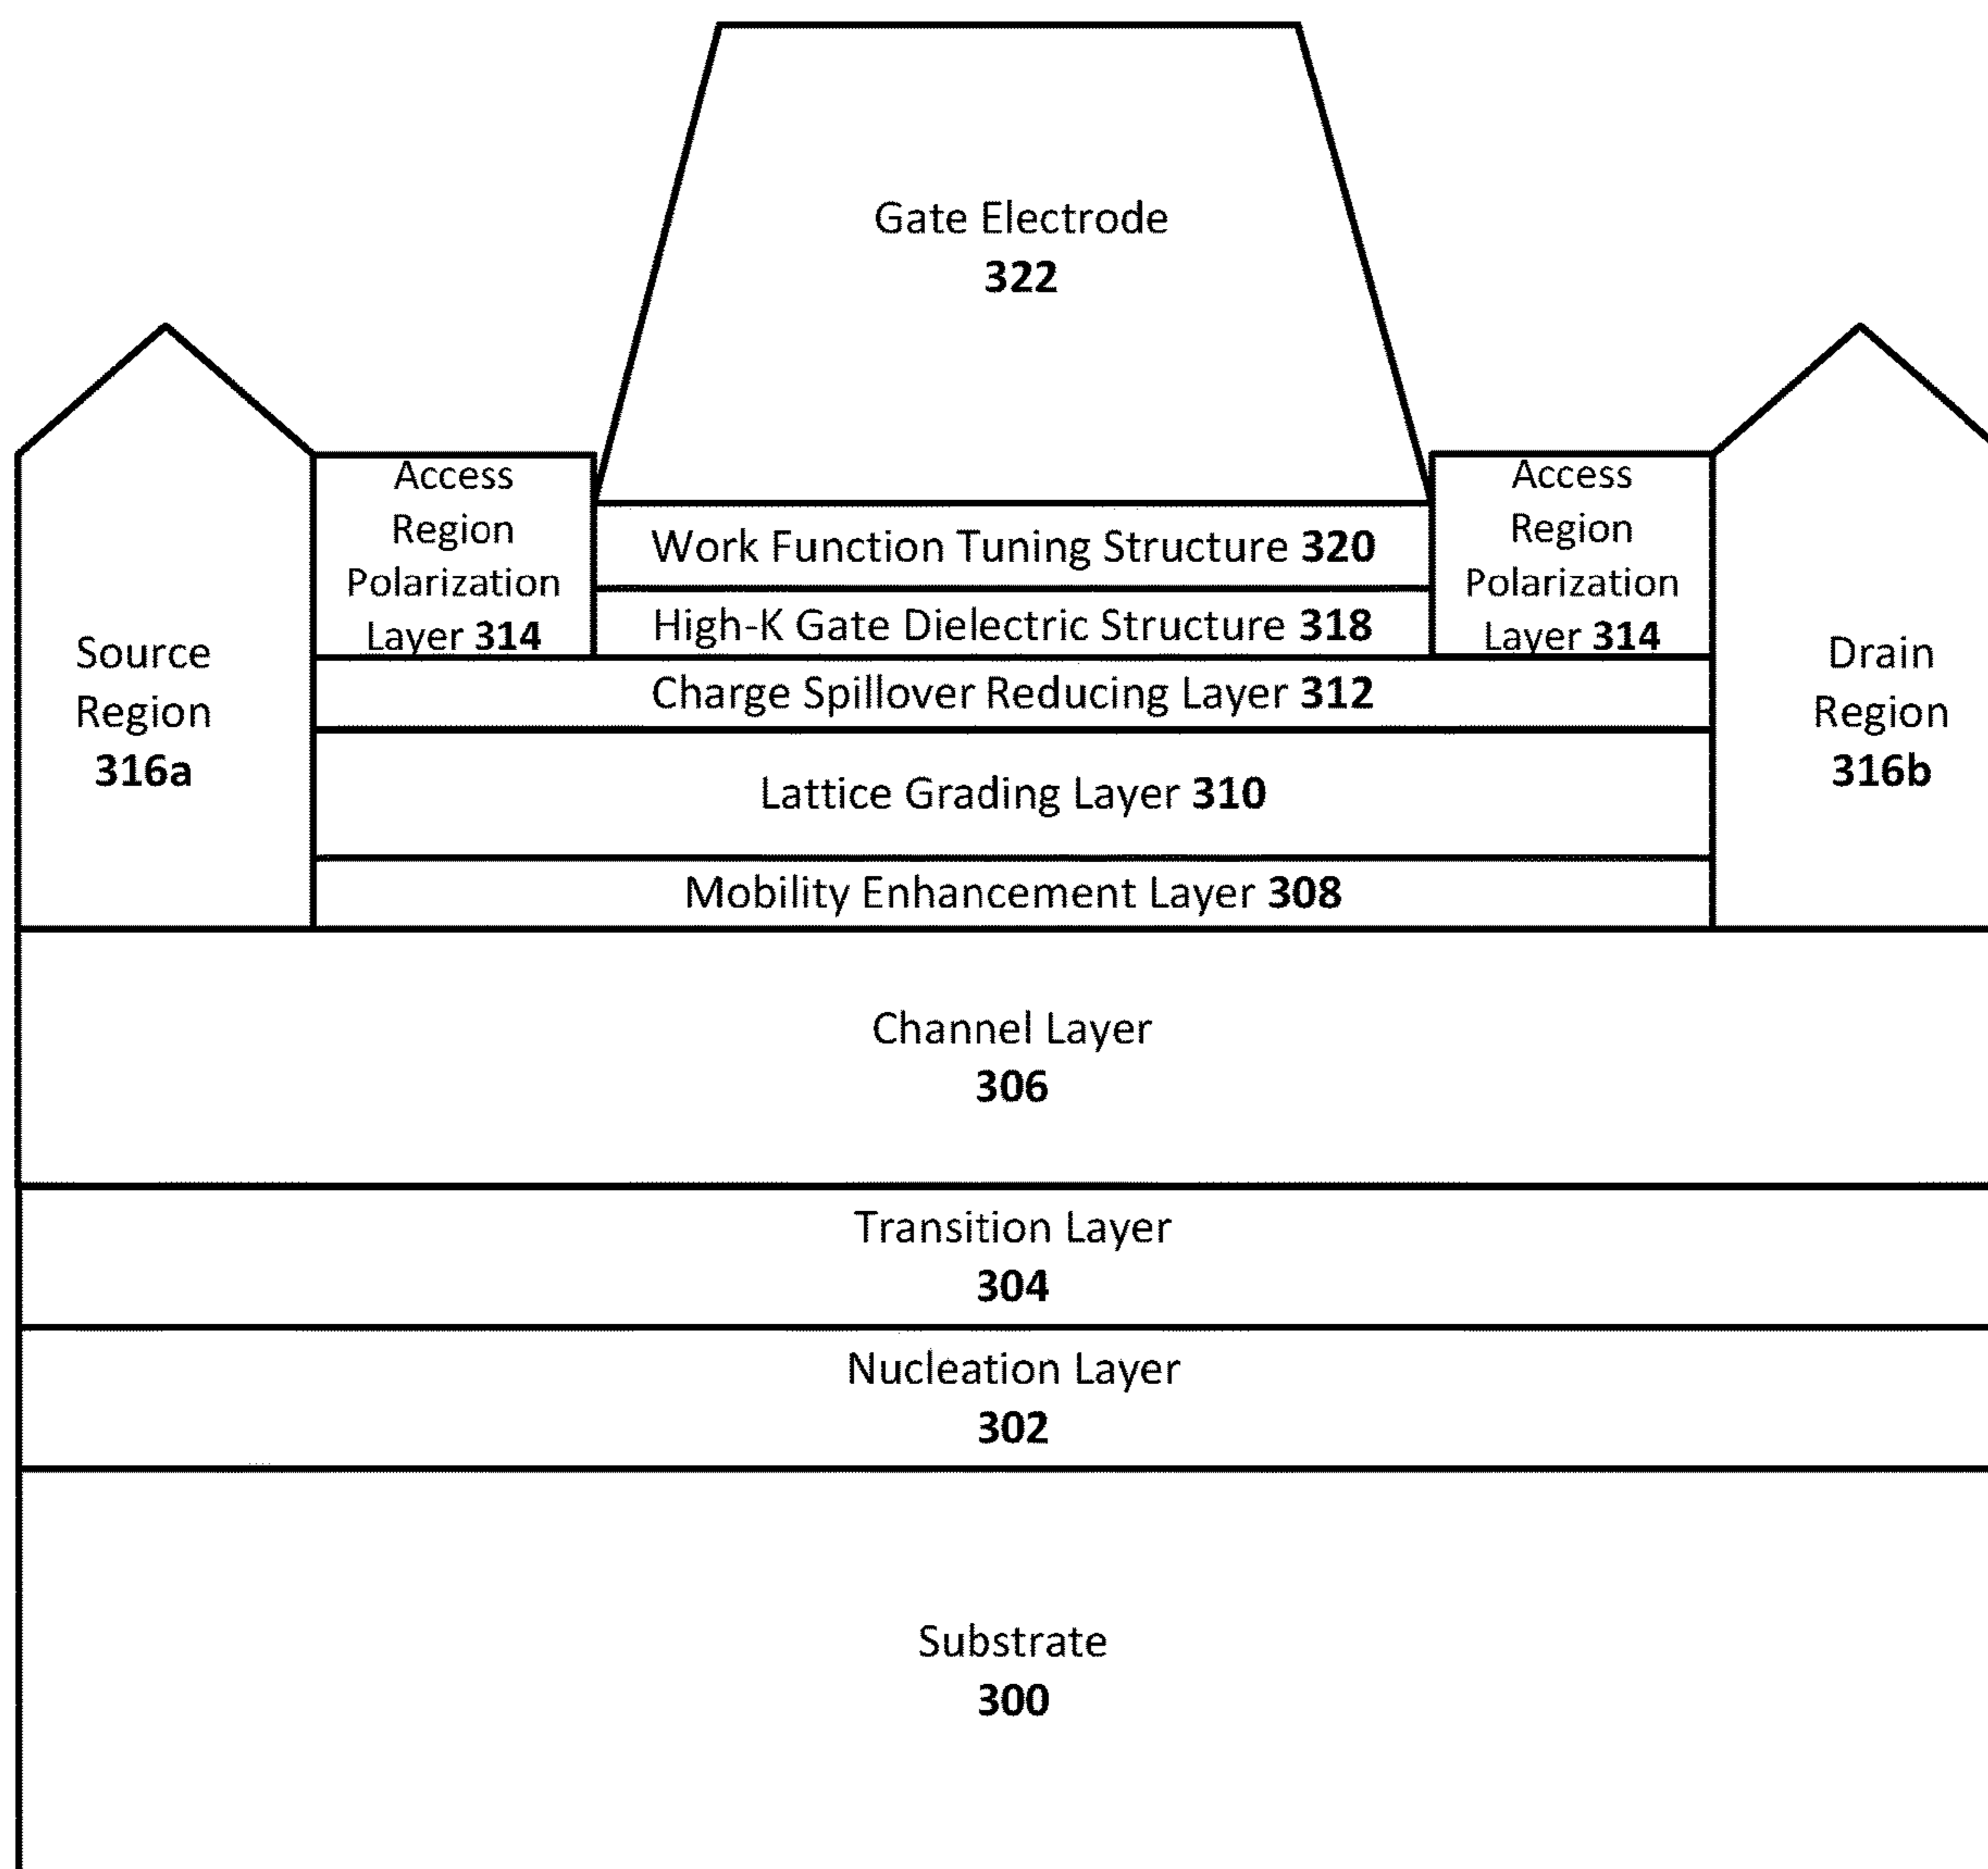 Gate Electrode
322
Access
Region
Polarization
Layer 314
Work Function Tuning Structure 320
High-K Gate Dielectric Structure 318
Access
Region
Polarization
Layer 314
Source
Region
316a
Charge Spillover Reducing Layer 312
Lattice Grading Layer 310
Mobility Enhancement Layer 308
Drain
Region
316b
Channel Layer
306
Transition Layer
304
Nucleation Layer
302
Substrate
300